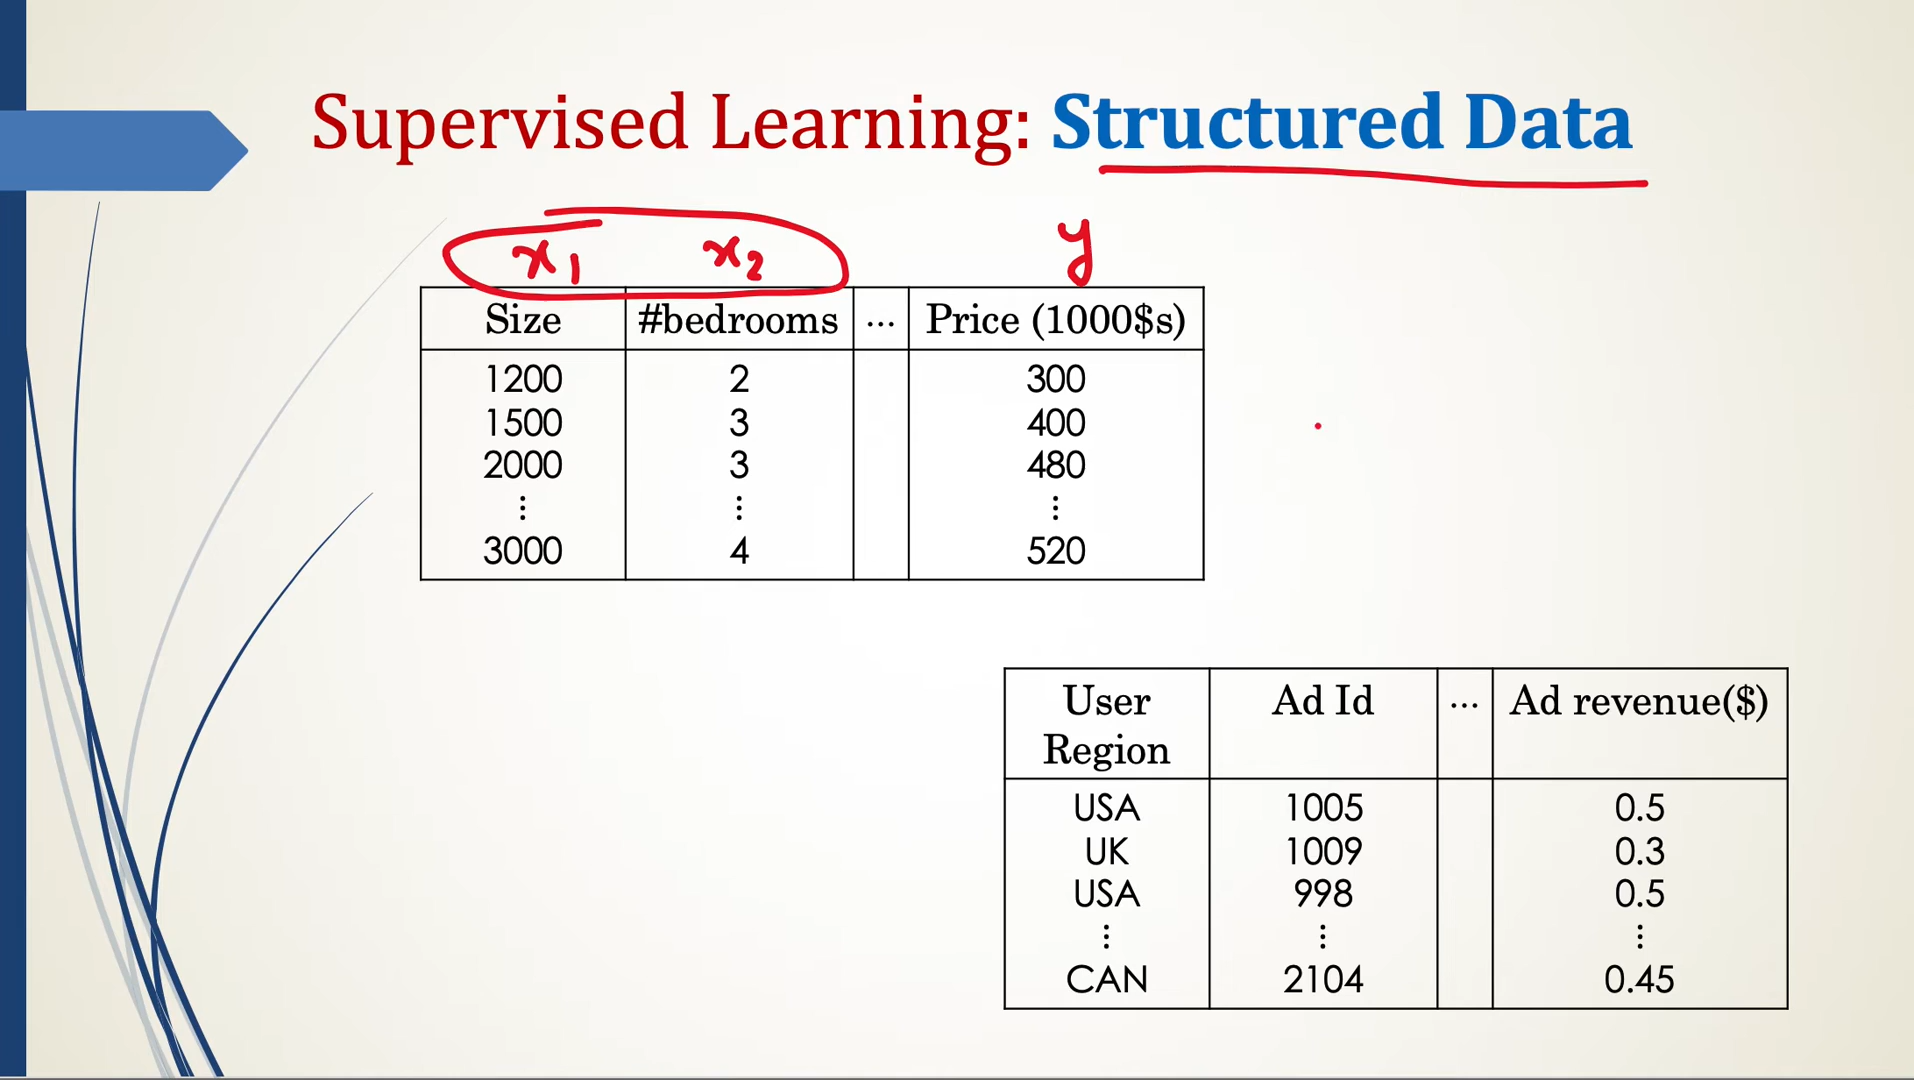 Supervised Learning: Structured Data
x1 x2 y
Size #bedrooms ... Price (1000$s)
1200 2 300
1500 3 400
2000 3 480
⋮ ⋮ ⋮
3000 4 520
User Region Ad Id ... Ad revenue($)
USA 1005 0.5
UK 1009 0.3
USA 998 0.5
⋮ ⋮ ⋮
CAN 2104 0.45